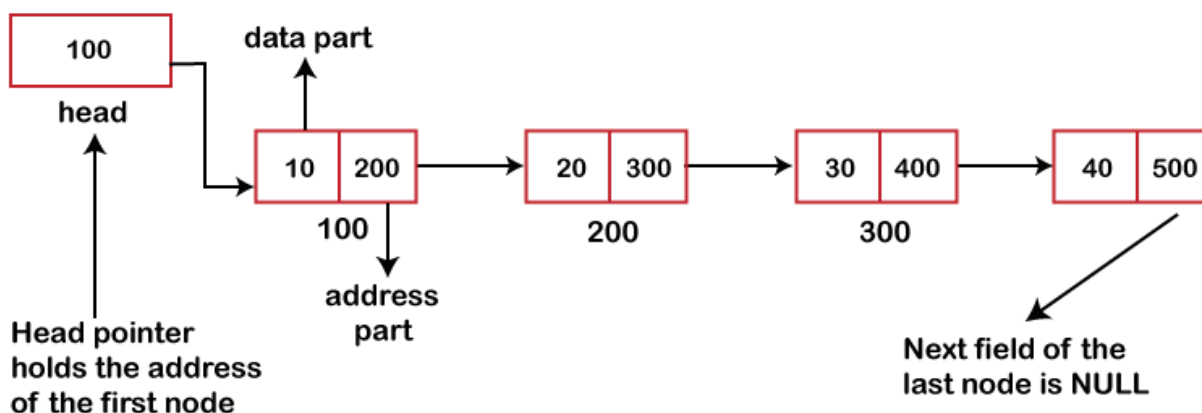 100
head
data part
10 200
20 300
30 400
40 500
100
200
300
address
part
Head pointer
holds the address
of the first node
Next field of the
last node is NULL